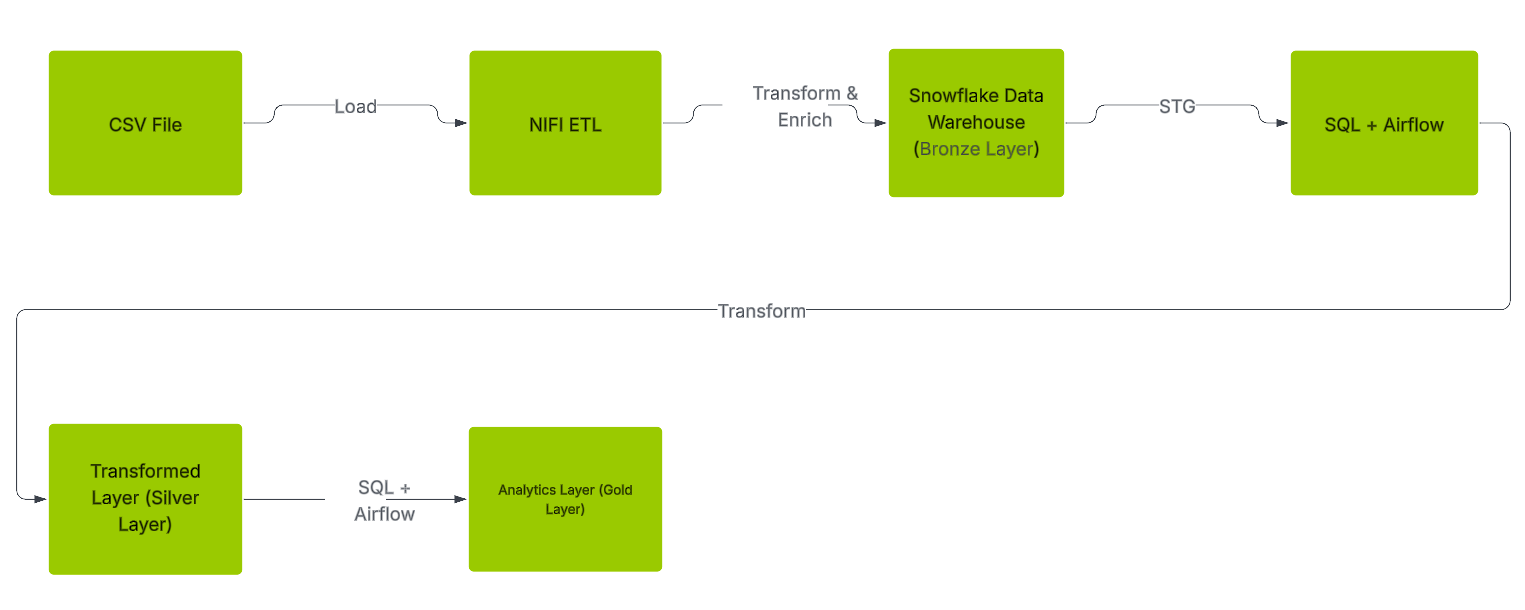 CSV File
Load
NIFI ETL
Transform &
Enrich
Snowflake Data
Warehouse
(Bronze Layer)
STG
SQL + Airflow
Transform
Transformed
Layer (Silver
Layer)
SQL +
Airflow
Analytics Layer (Gold
Layer)